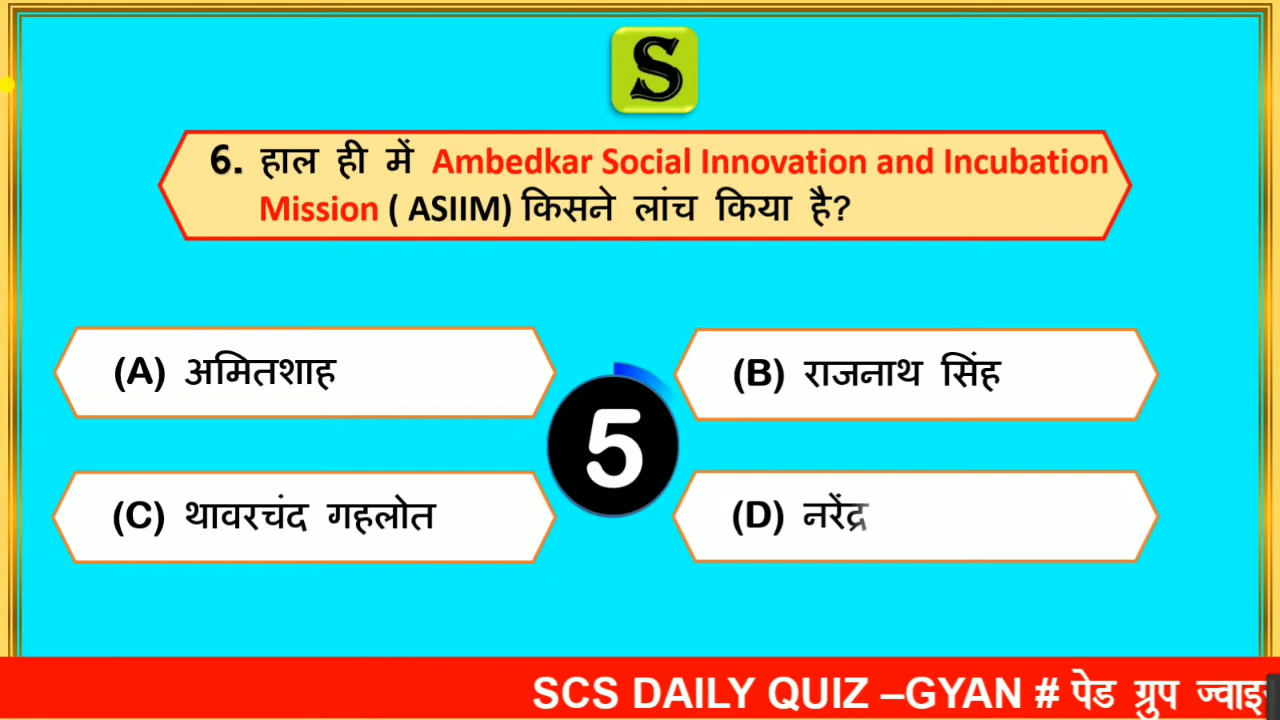 S
6. हाल ही में Ambedkar Social Innovation and Incubation
Mission ( ASIIM) किसने लांच किया है?
(A) अमितशाह
(B) राजनाथ सिंह
5
(C) थावरचंद गहलोत
(D) नरेंद्र
SCS DAILY QUIZ –GYAN # पेड ग्रुप